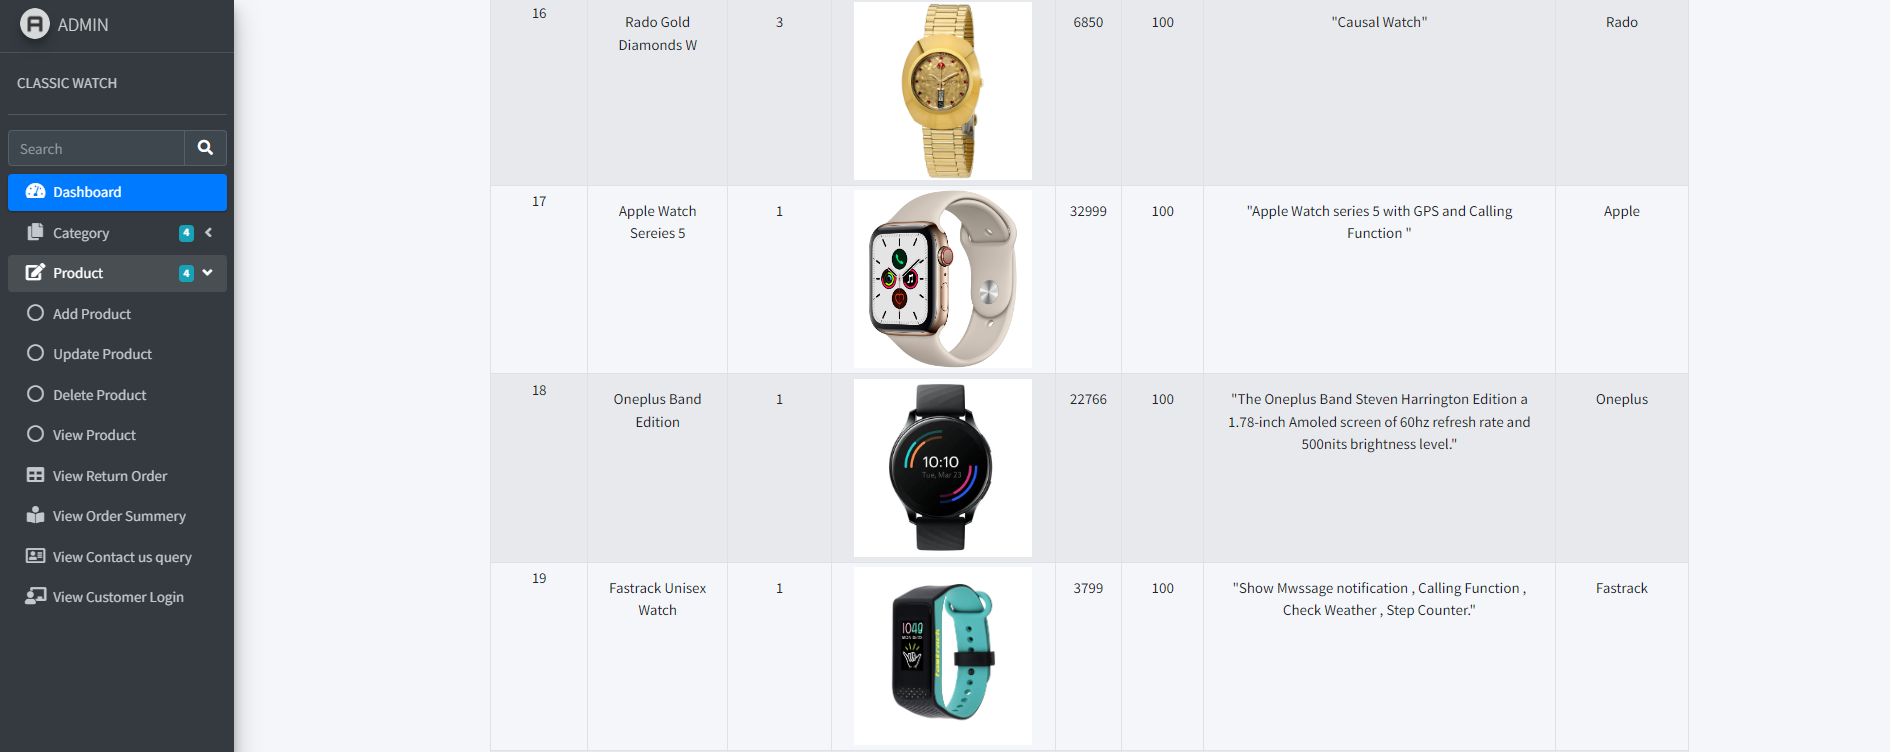 ADMIN
CLASSIC WATCH
Search
Dashboard
Category 4
Product 4
Add Product
Update Product
Delete Product
View Product
View Return Order
View Order Summery
View Contact us query
View Customer Login
16 Rado Gold 3 6850 100 "Causal Watch" Rado
Diamonds W
17 Apple Watch 1 32999 100 "Apple Watch series 5 with GPS and Calling Apple
Sereies 5 Function "
18 Oneplus Band 1 22766 100 "The Oneplus Band Steven Harrington Edition a Oneplus
Edition 1.78-inch Amoled screen of 60hz refresh rate and
500nits brightness level."
10:10
Tue, Mar 23
19 Fastrack Unisex 1 3799 100 "Show Mwssage notification , Calling Function , Fastrack
Watch Check Weather , Step Counter."
1049
Fastrack